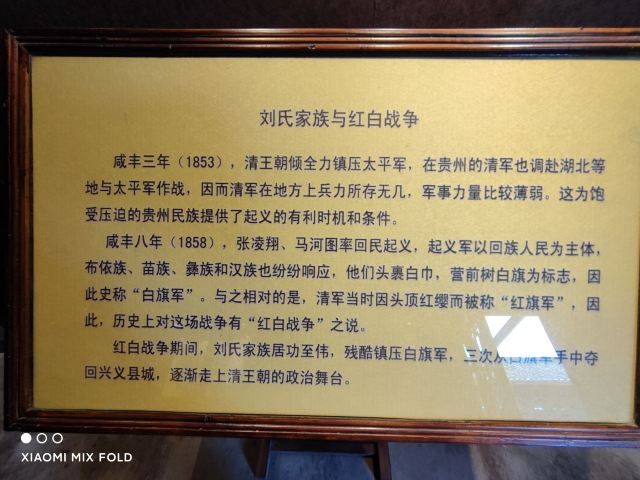 刘氏家族与红白战争
咸丰三年（1853），清王朝倾全力镇压太平军，在贵州的清军也调赴湖北等
地与太平军作战，因而清军在地方上兵力所存无几，军事力量比较薄弱。这为饱
受压迫的贵州民族提供了起义的有利时机和条件。
咸丰八年（1858），张凌翔、马河图率回民起义，起义军以回族人民为主体，
布依族、苗族、彝族和汉族也纷纷响应，他们头裹白巾，营前树白旗为标志，因
此史称“白旗军”。与之相对的是，清军当时因头顶红缨而被称“红旗军”，因
此，历史上对这场战争有“红白战争”之说。
红白战争期间，刘氏家族居功至伟，残酷镇压白旗军，三次从白旗军手中夺
回兴义县城，逐渐走上清王朝的政治舞台。
XIAOMI MIX FOLD